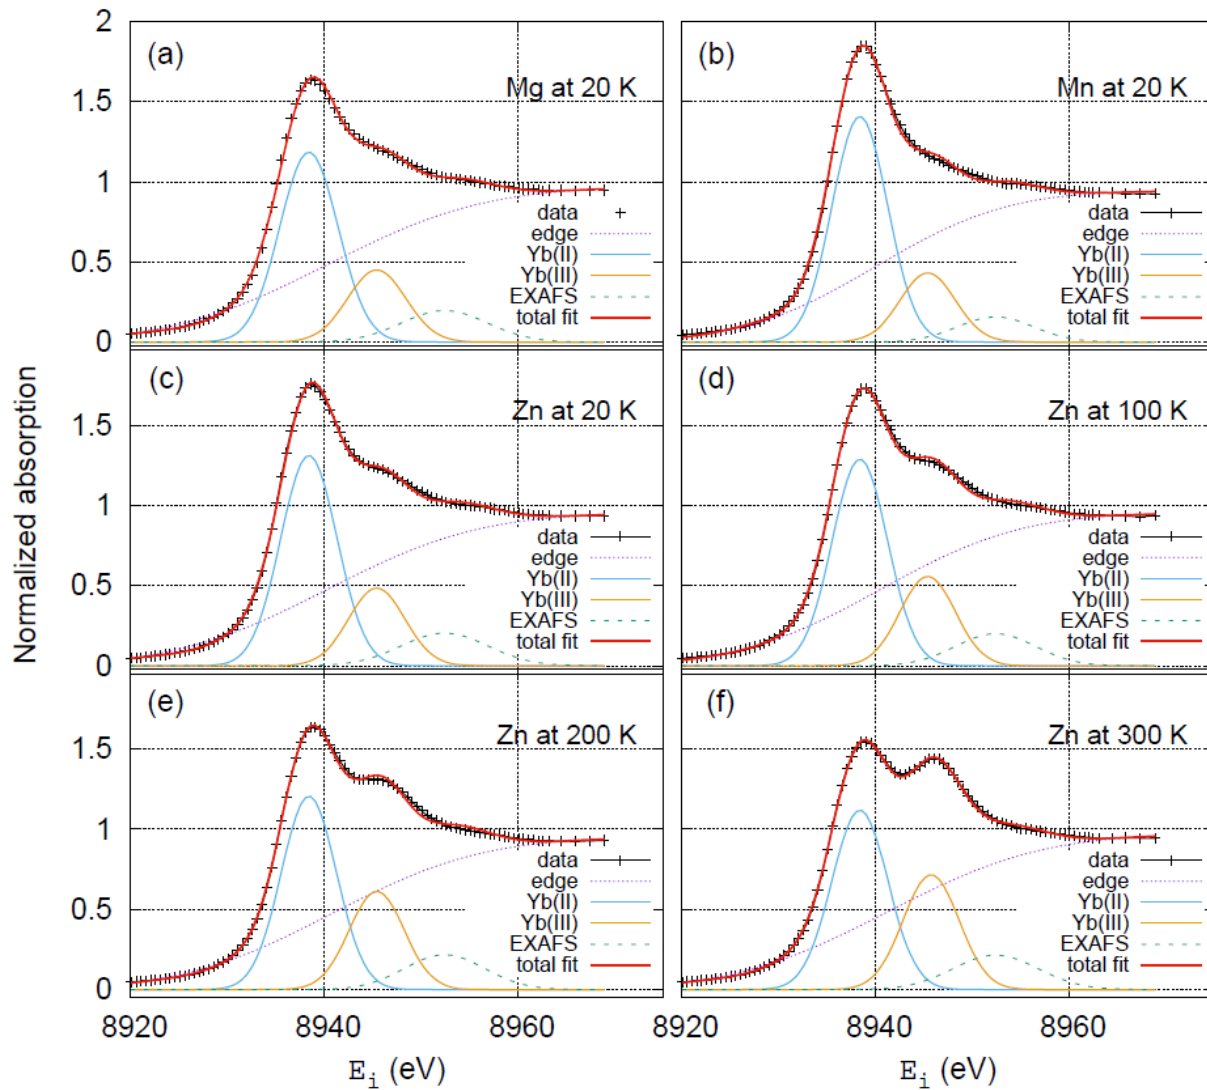 Normalized absorption
2
1.5
1
0.5
0
(a)
Mg at 20 K
data
edge
Yb(II)
Yb(III)
EXAFS
total fit
(b)
Mn at 20 K
data
edge
Yb(II)
Yb(III)
EXAFS
total fit
1.5
1
0.5
0
(c)
Zn at 20 K
data
edge
Yb(II)
Yb(III)
EXAFS
total fit
(d)
Zn at 100 K
data
edge
Yb(II)
Yb(III)
EXAFS
total fit
1.5
1
0.5
0
(e)
Zn at 200 K
data
edge
Yb(II)
Yb(III)
EXAFS
total fit
(f)
Zn at 300 K
data
edge
Yb(II)
Yb(III)
EXAFS
total fit
8920 8940 8960 8920 8940 8960
E_i (eV) E_i (eV)